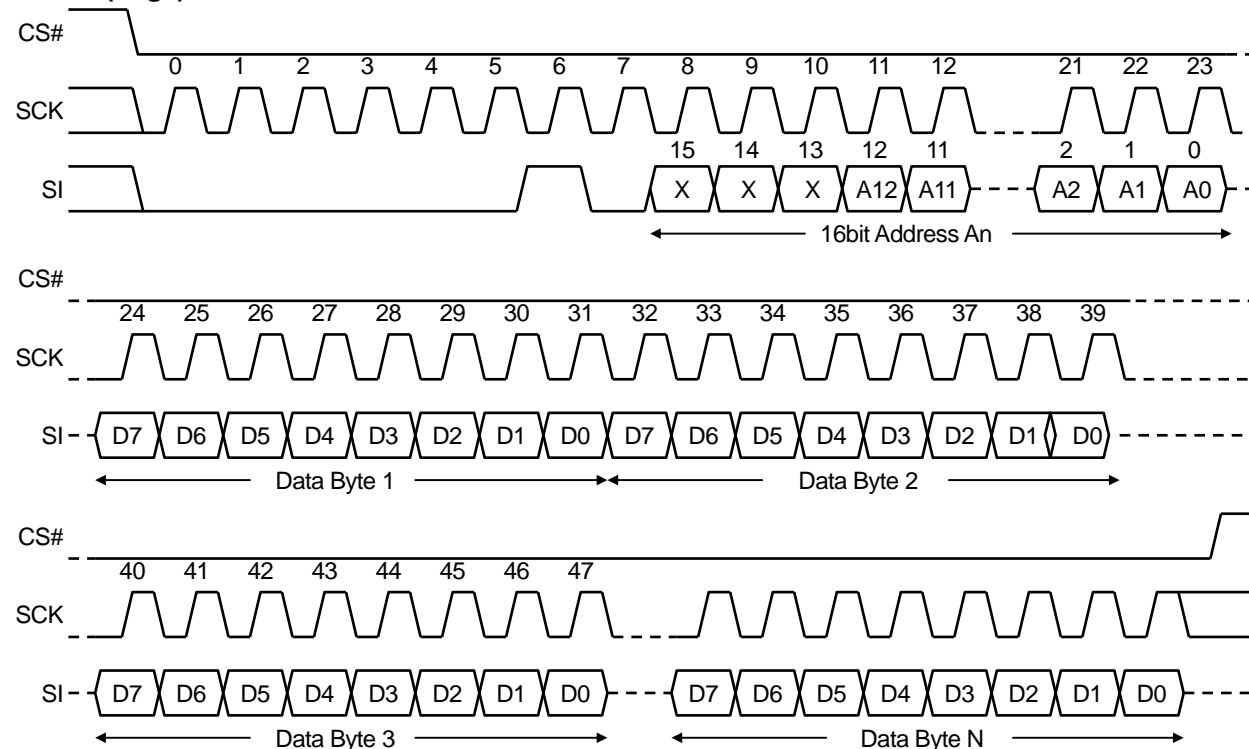 CS#
0 1 2 3 4 5 6 7 8 9 10 11 12 21 22 23
SCK
15 14 13 12 11 2 1 0
SI X X X A12 A11 A2 A1 A0
16bit Address An
CS#
24 25 26 27 28 29 30 31 32 33 34 35 36 37 38 39
SCK
SI D7 D6 D5 D4 D3 D2 D1 D0 D7 D6 D5 D4 D3 D2 D1 D0
Data Byte 1 Data Byte 2
CS#
40 41 42 43 44 45 46 47
SCK
SI D7 D6 D5 D4 D3 D2 D1 D0 D7 D6 D5 D4 D3 D2 D1 D0
Data Byte 3 Data Byte N